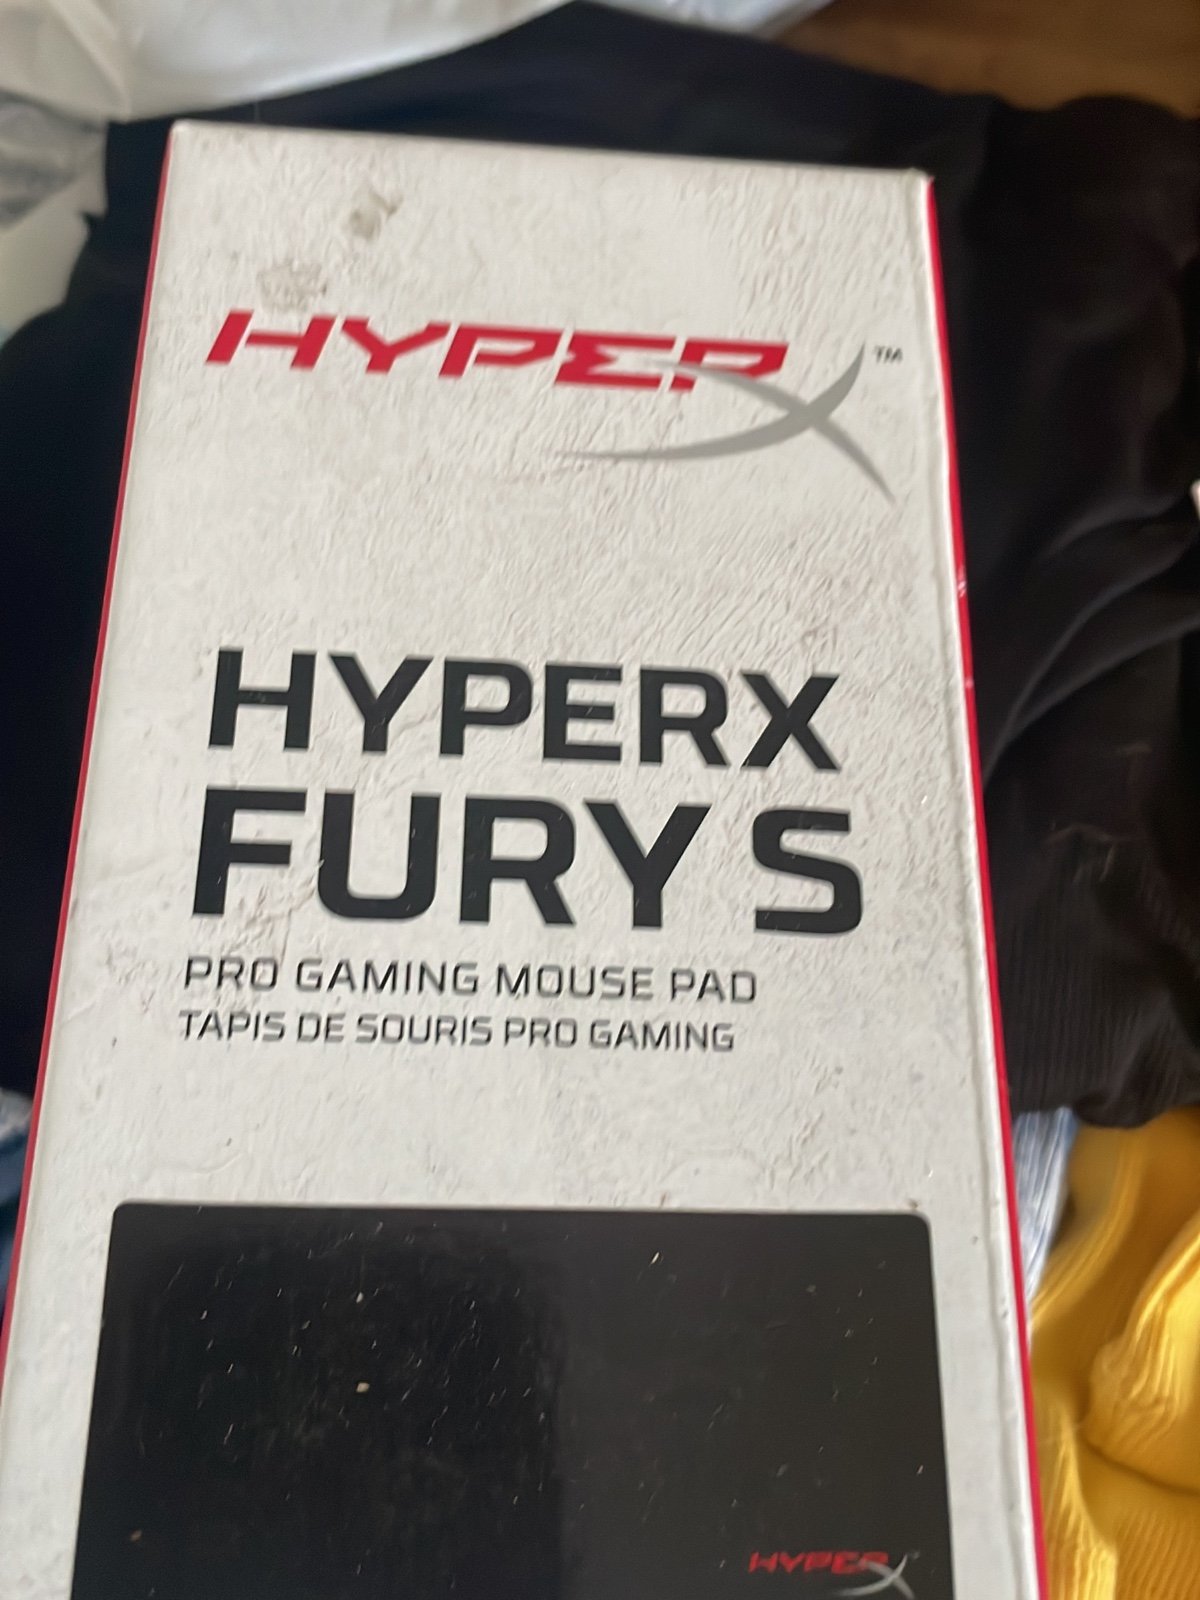 HYPERX™
HYPERX
FURY S
PRO GAMING MOUSE PAD
TAPIS DE SOURIS PRO GAMING
HYPERX